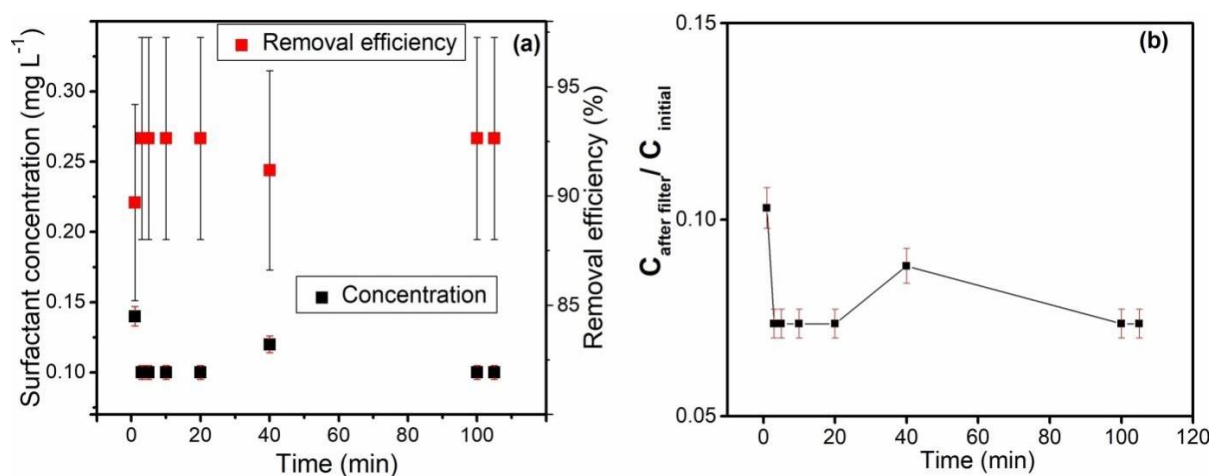 Removal efficiency
(a)
Concentration
Surfactant concentration (mg L⁻¹)
0.30
0.25
0.20
0.15
0.10
95
90
85
Removal efficiency (%)
0 20 40 60 80 100
Time (min)
(b)
C after filter / C initial
0.15
0.10
0.05
0 20 40 60 80 100 120
Time (min)